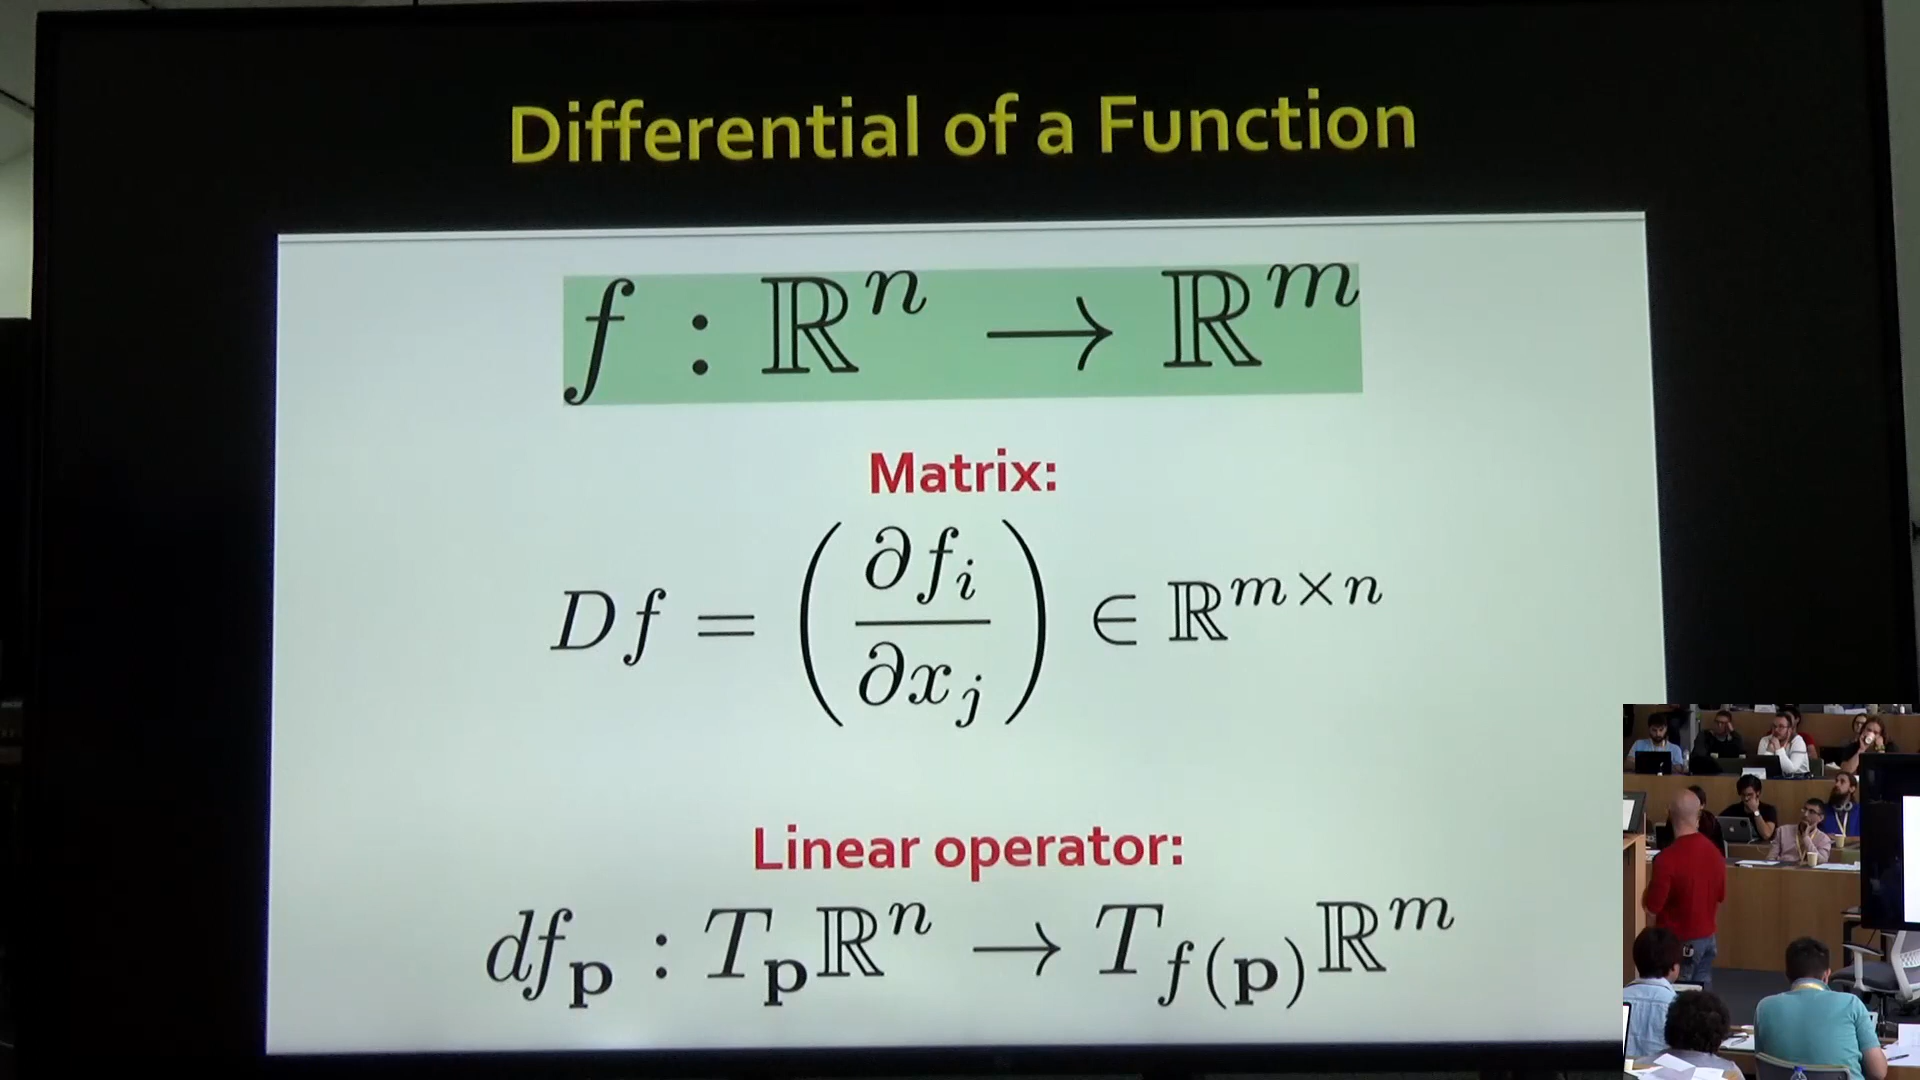 Differential of a Function
f : ℝⁿ → ℝᵐ
Matrix:
Df = (∂fᵢ/∂xⱼ) ∈ ℝᵐˣⁿ
Linear operator:
df_𝐩 : T_𝐩ℝⁿ → T_f(𝐩)ℝᵐ